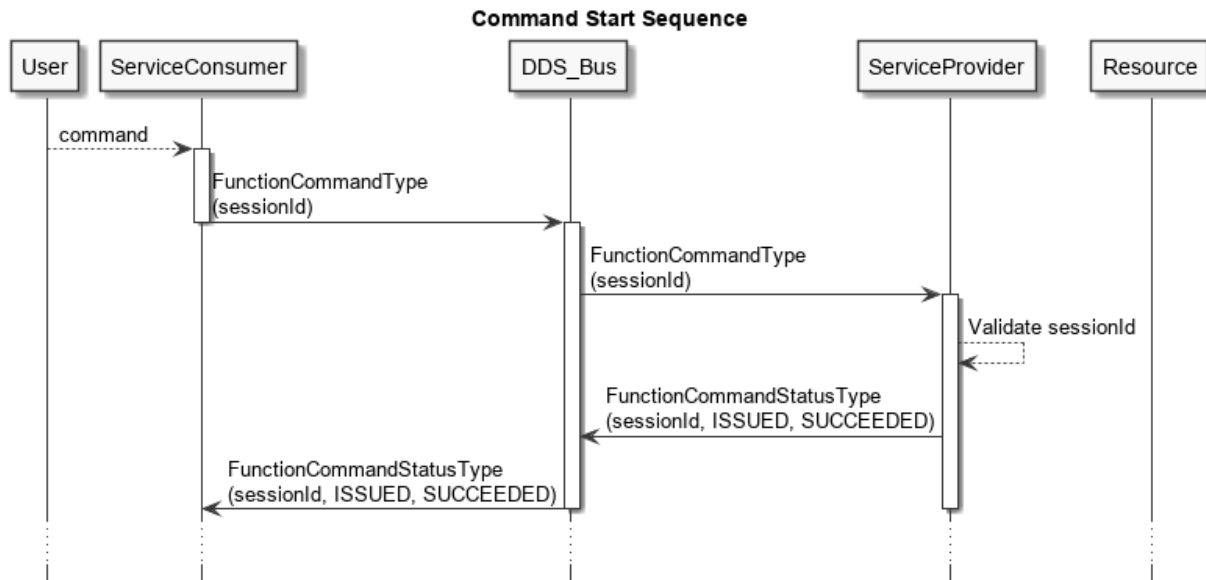 Command Start Sequence
User
ServiceConsumer
DDS_Bus
ServiceProvider
Resource
command
FunctionCommandType
(sessionId)
FunctionCommandType
(sessionId)
Validate sessionId
FunctionCommandStatusType
(sessionId, ISSUED, SUCCEEDED)
FunctionCommandStatusType
(sessionId, ISSUED, SUCCEEDED)